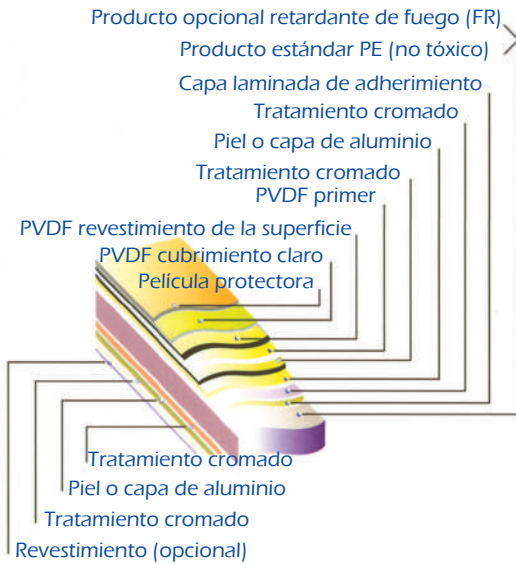 Producto opcional retardante de fuego (FR)
Producto estándar PE (no tóxico)
Capa laminada de adherimiento
Tratamiento cromado
Piel o capa de aluminio
Tratamiento cromado
PVDF primer
PVDF revestimiento de la superficie
PVDF cubrimiento claro
Película protectora
Tratamiento cromado
Piel o capa de aluminio
Tratamiento cromado
Revestimiento (opcional)